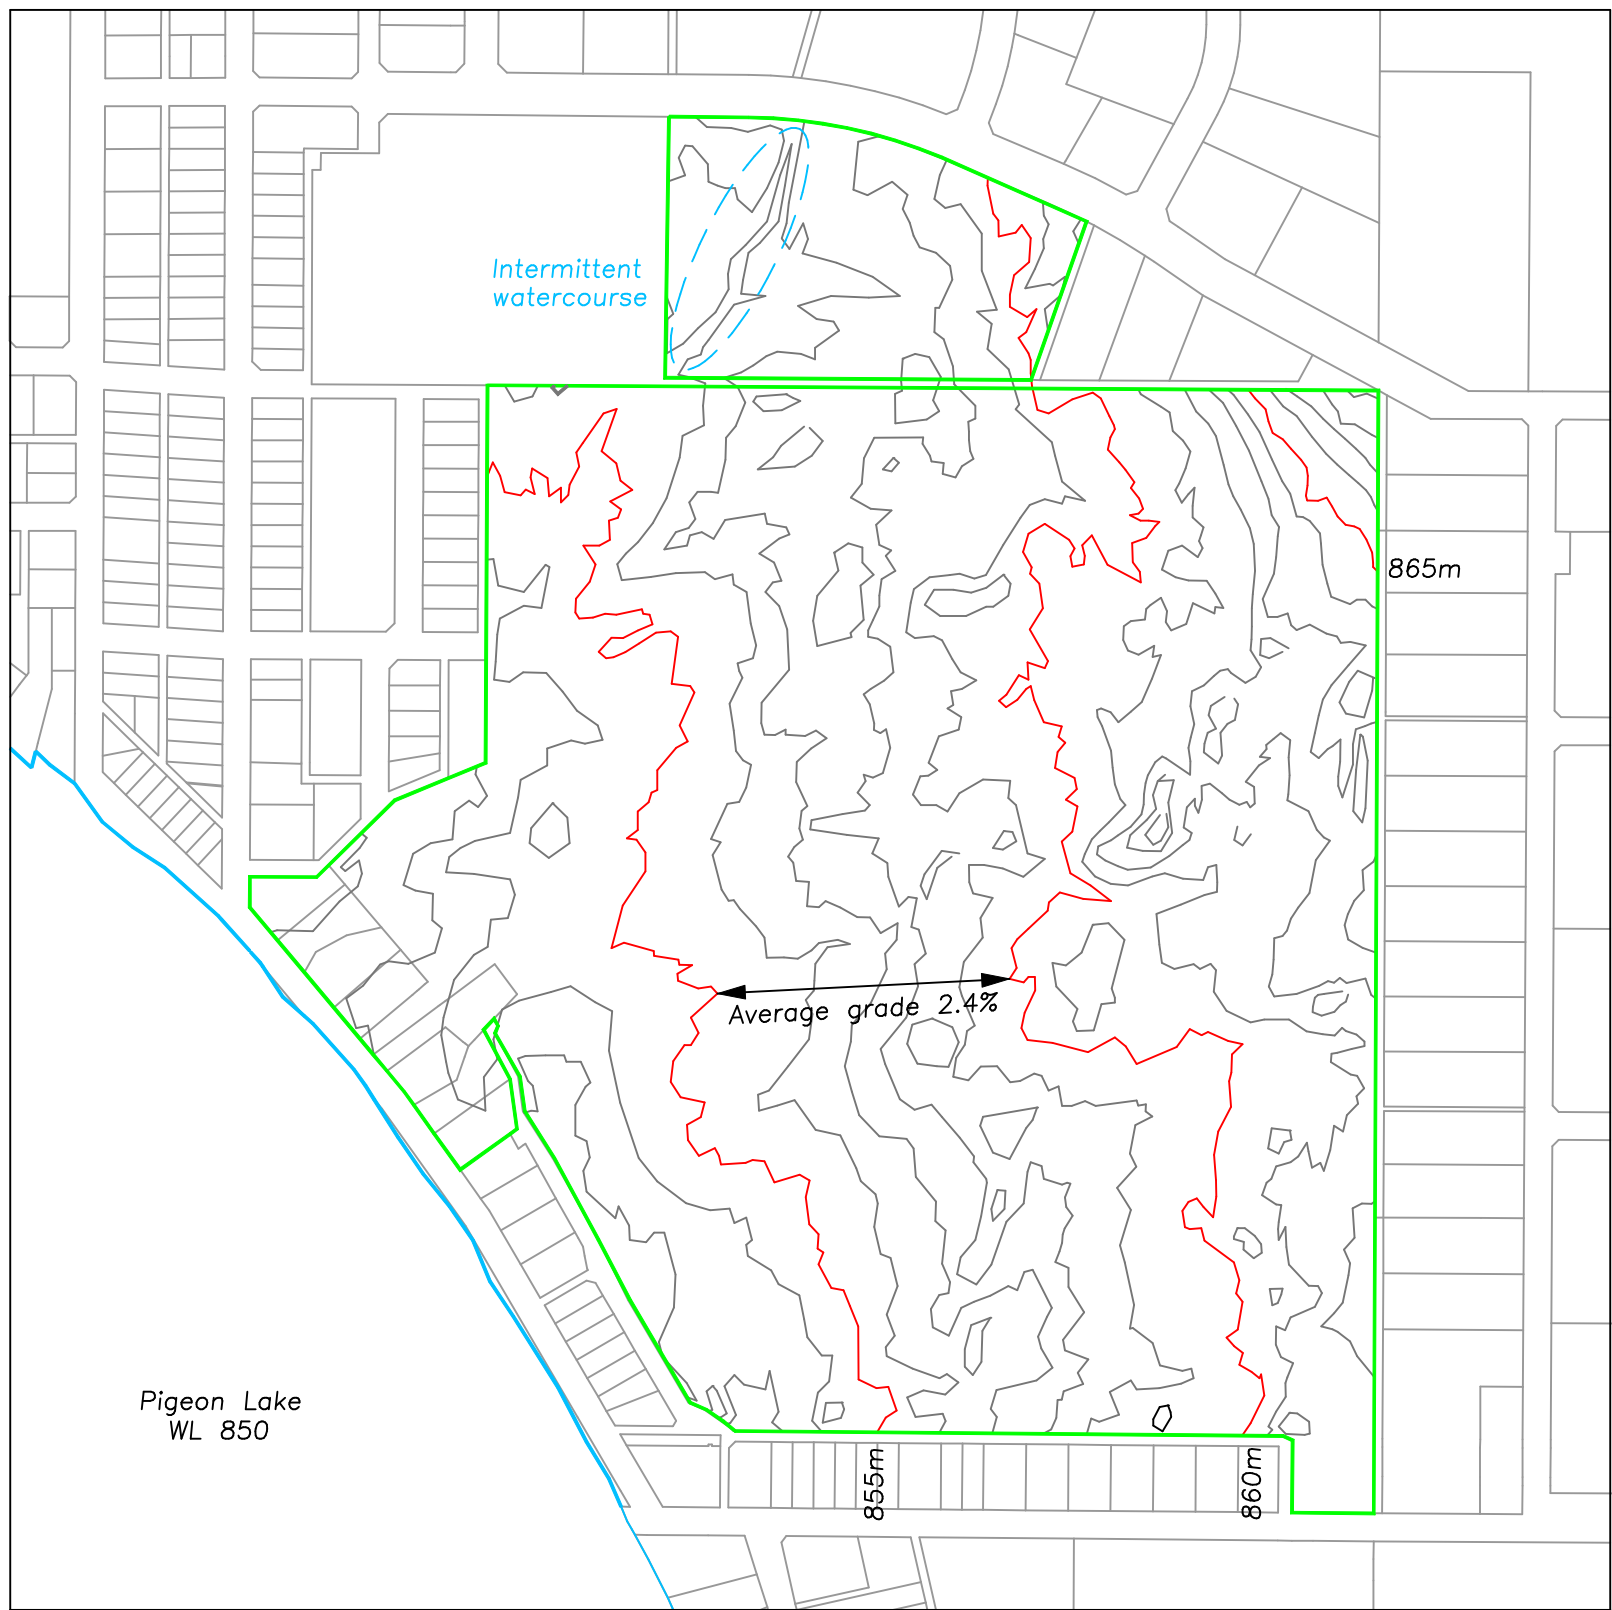 Intermittent
watercourse
865m
Average grade 2.4%
Pigeon Lake
WL 850
855m
860m